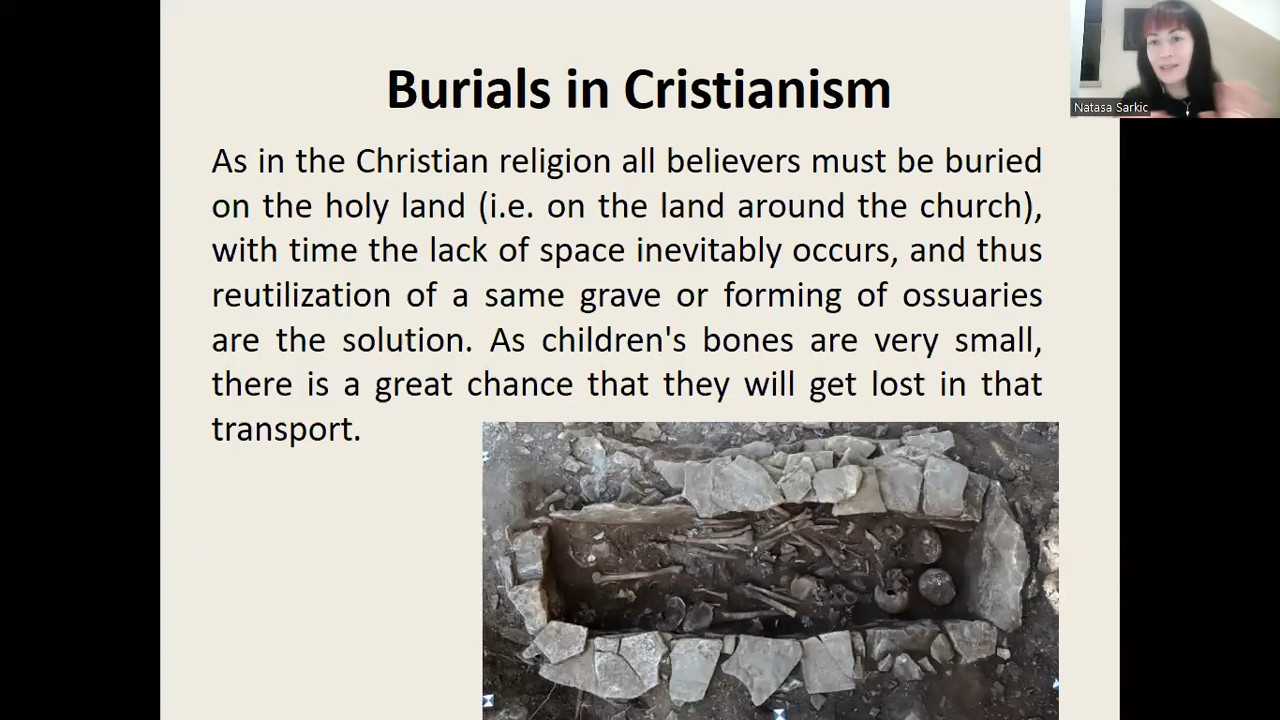 Burials in Cristianism
Natasa Sarkic
As in the Christian religion all believers must be buried
on the holy land (i.e. on the land around the church),
with time the lack of space inevitably occurs, and thus
reutilization of a same grave or forming of ossuaries
are the solution. As children's bones are very small,
there is a great chance that they will get lost in that
transport.